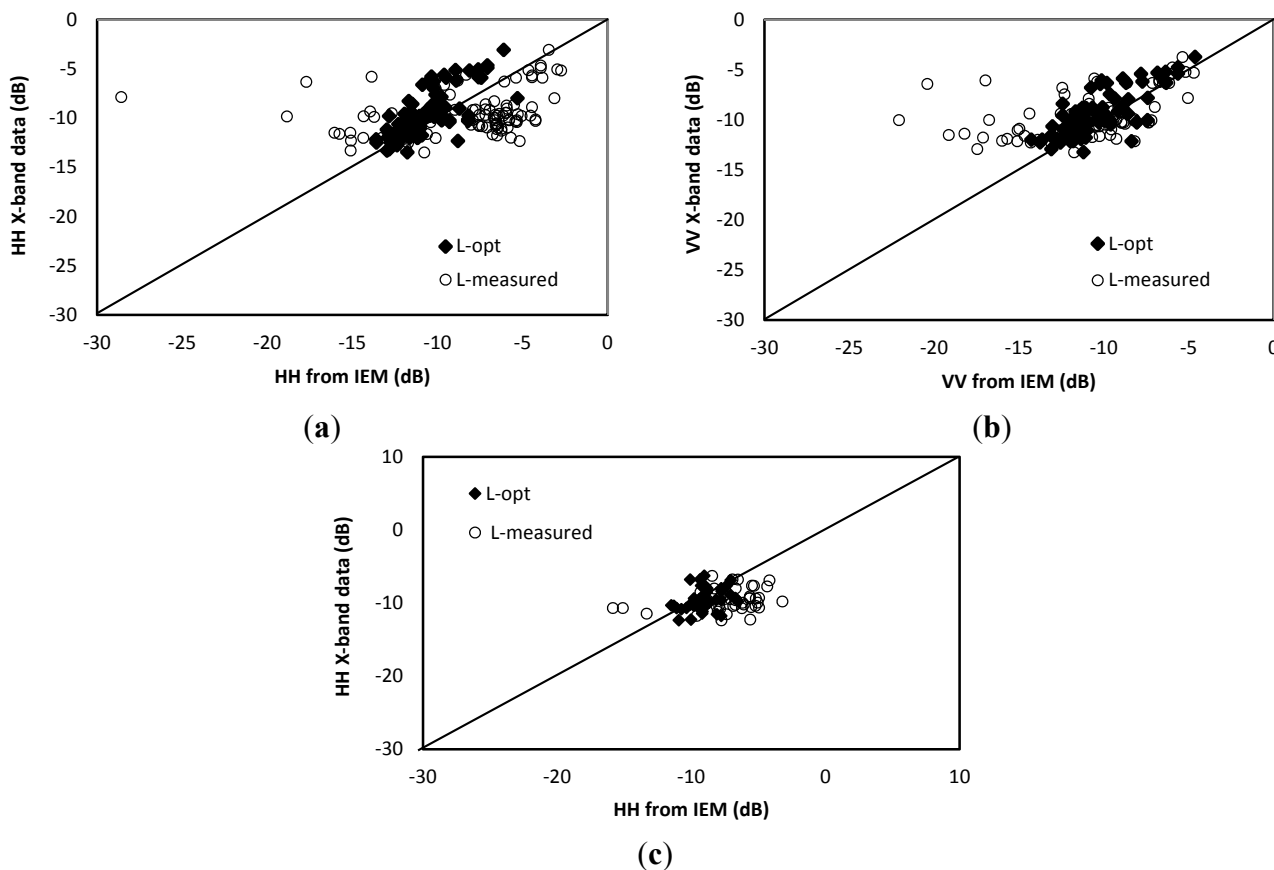 0
-5
-10
-15
-20
-25
-30
HH X-band data (dB)
L-opt
L-measured
-30 -25 -20 -15 -10 -5 -0
HH from IEM (dB)
(a)
0
-5
-10
-15
-20
-25
-30
VV X-band data (dB)
L-opt
L-measured
-30 -25 -20 -15 -10 -5 0
VV from IEM (dB)
(b)
10
0
-10
-20
-30
HH X-band data (dB)
L-opt
L-measured
-30 -20 -10 0 10
HH from IEM (dB)
(c)